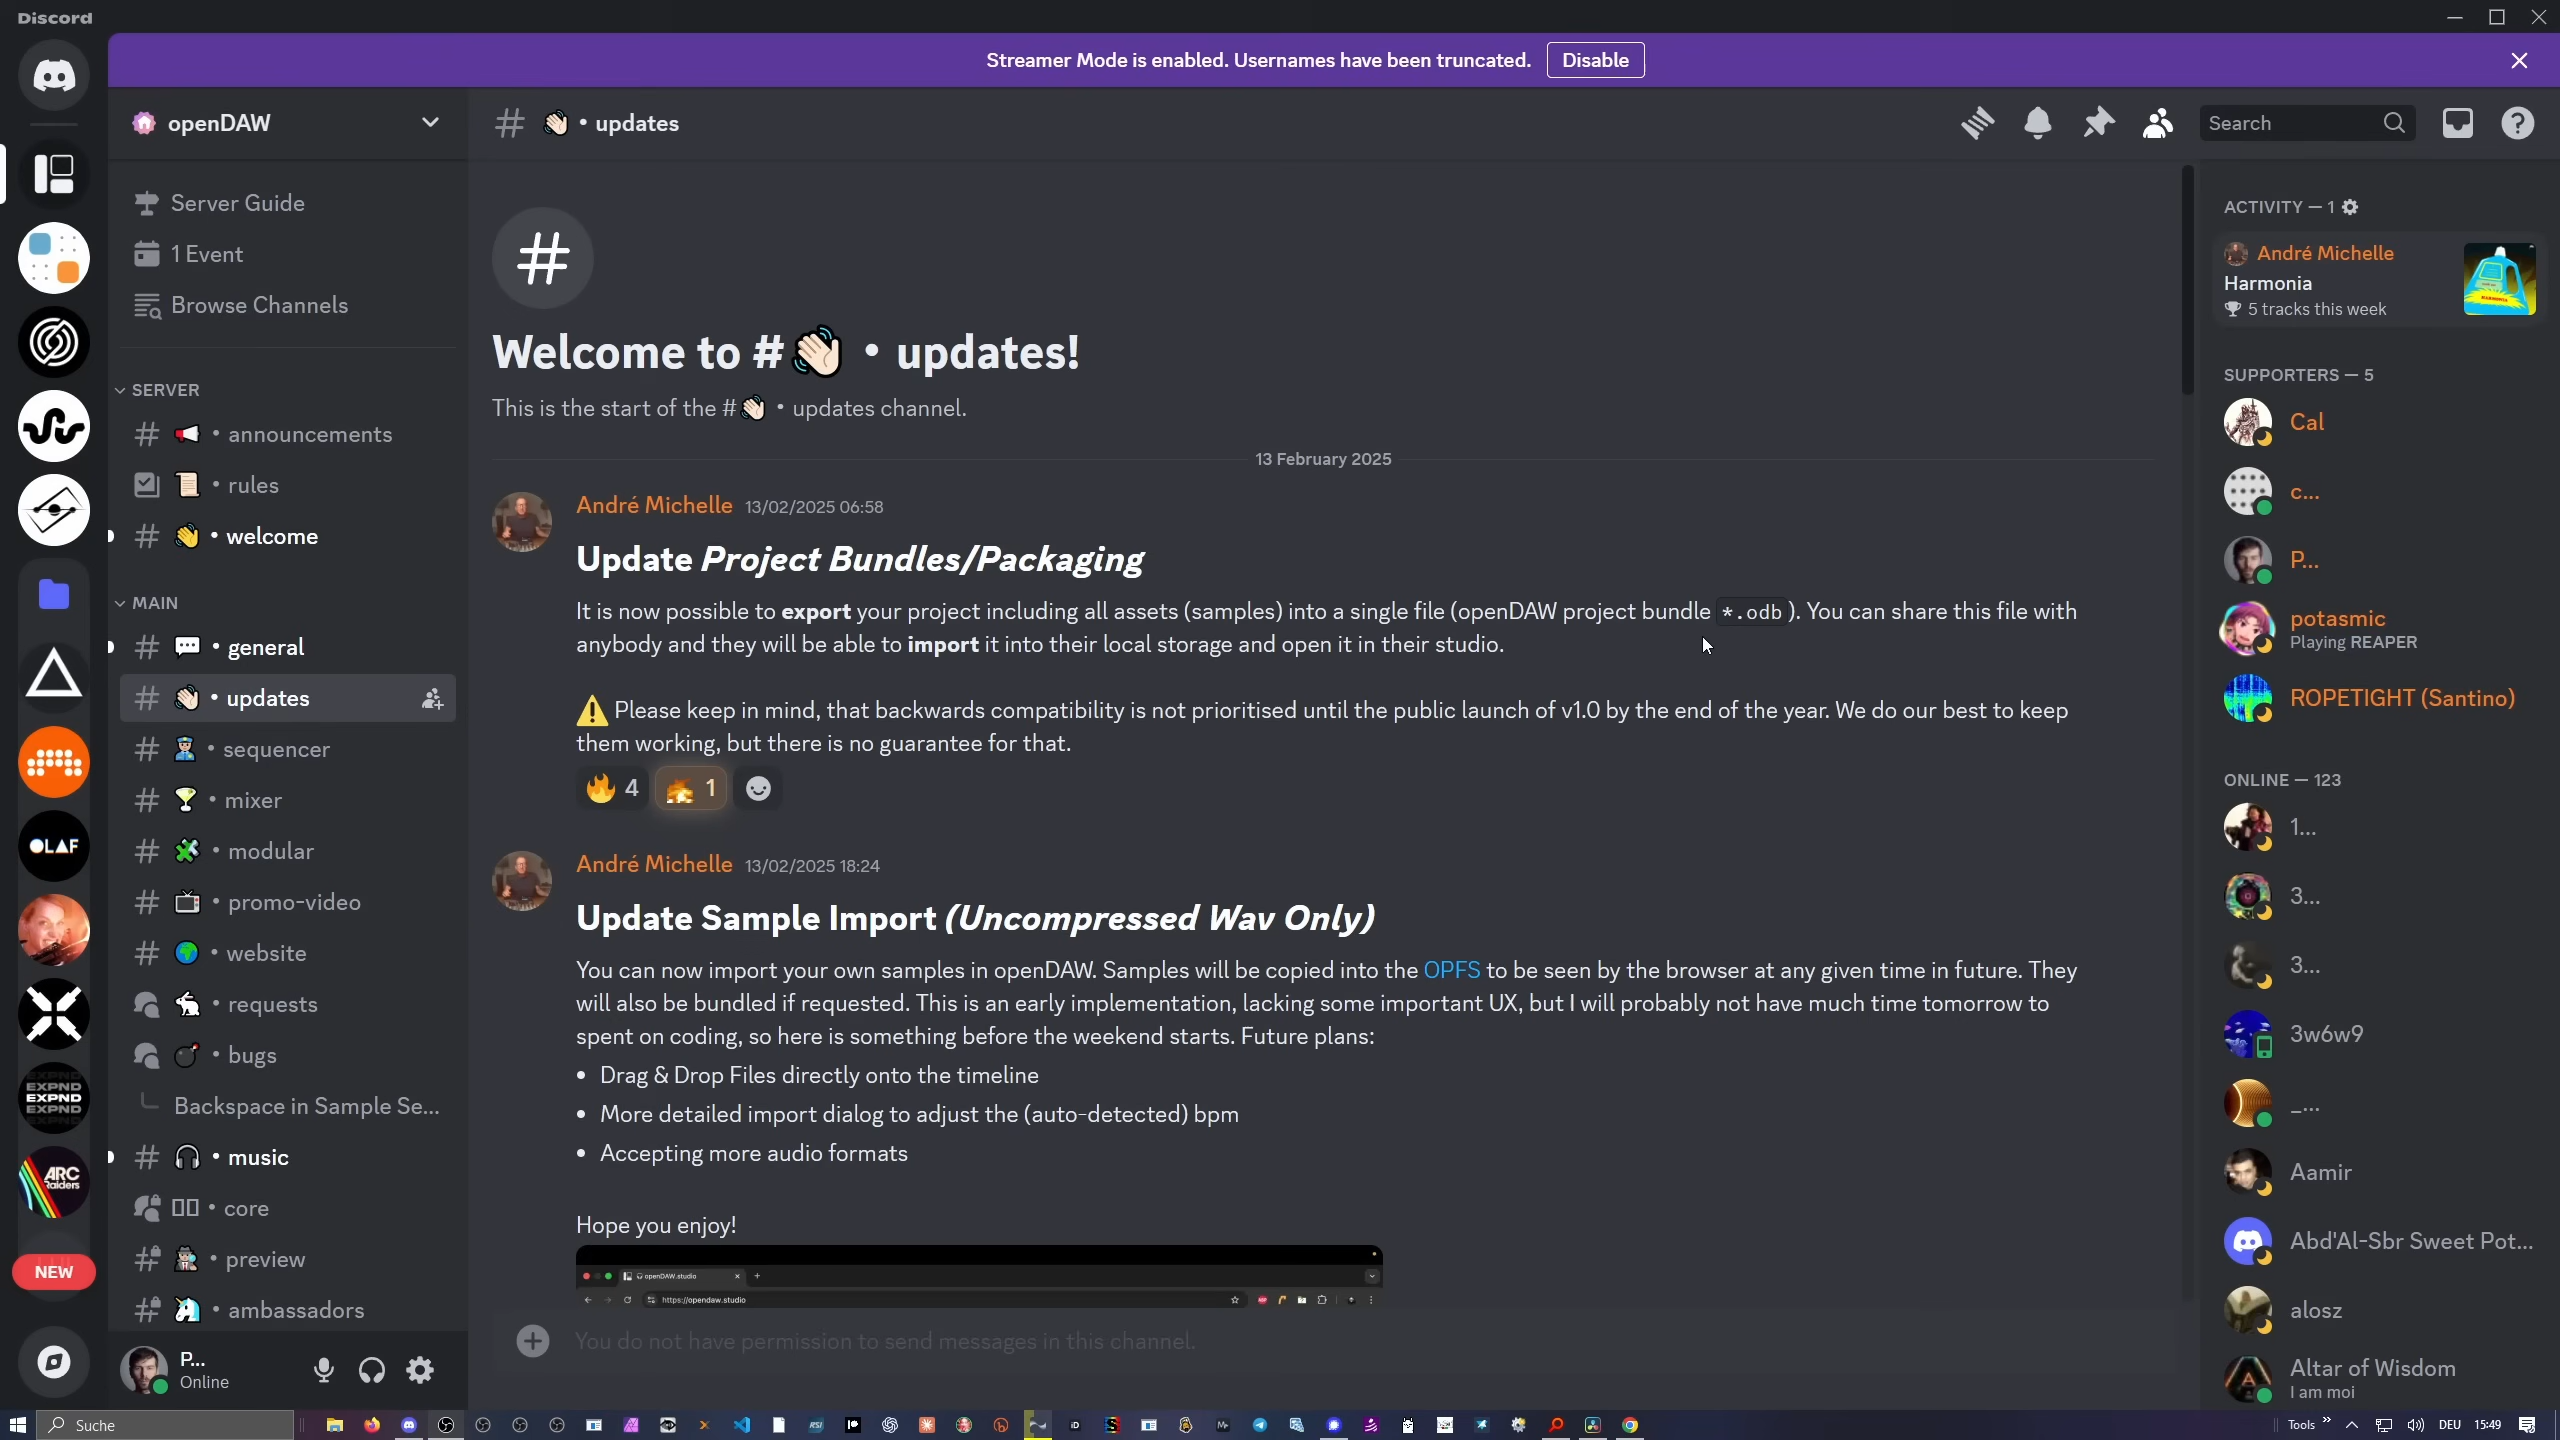 Discord
Streamer Mode is enabled. Usernames have been truncated.
Disable
openDAW
# 👋🏻 • updates
Search
Server Guide
1 Event
Browse Channels
SERVER
# 📢 • announcements
📜 • rules
# 👋 • welcome
MAIN
# 💬 • general
# 👋🏻 • updates
# • sequencer
# 🍸 • mixer
# 🧩 • modular
# 📺 • promo-video
# 🌍 • website
🐇 • requests
💣 • bugs
Backspace in Sample Se...
# 🎧 • music
• core
# • preview
# 🦄 • ambassadors
OLAF
EXPND
EXPND
EXPND
EXPND
ARC
Raiders
NEW
P...
Online
#
Welcome to #👋🏻 • updates!
This is the start of the #👋🏻 • updates channel.
13 February 2025
André Michelle 13/02/2025 06:58
Update Project Bundles/Packaging
It is now possible to export your project including all assets (samples) into a single file (openDAW project bundle *.odb). You can share this file with
anybody and they will be able to import it into their local storage and open it in their studio.
⚠️ Please keep in mind, that backwards compatibility is not prioritised until the public launch of v1.0 by the end of the year. We do our best to keep
them working, but there is no guarantee for that.
🔥 4 1
André Michelle 13/02/2025 18:24
Update Sample Import (Uncompressed Wav Only)
You can now import your own samples in openDAW. Samples will be copied into the OPFS to be seen by the browser at any given time in future. They
will also be bundled if requested. This is an early implementation, lacking some important UX, but I will probably not have much time tomorrow to
spent on coding, so here is something before the weekend starts. Future plans:
• Drag & Drop Files directly onto the timeline
• More detailed import dialog to adjust the (auto-detected) bpm
• Accepting more audio formats
Hope you enjoy!
openDAW.studio
https://opendaw.studio
You do not have permission to send messages in this channel.
ACTIVITY — 1
André Michelle
Harmonia
5 tracks this week
SUPPORTERS — 5
Cal
c...
P...
potasmic
Playing REAPER
ROPETIGHT (Santino)
ONLINE — 123
1...
3...
3...
3w6w9
_...
Aamir
Abd'Al-Sbr Sweet Pot...
alosz
Altar of Wisdom
I am moi
Suche
Tools
DEU
15:49